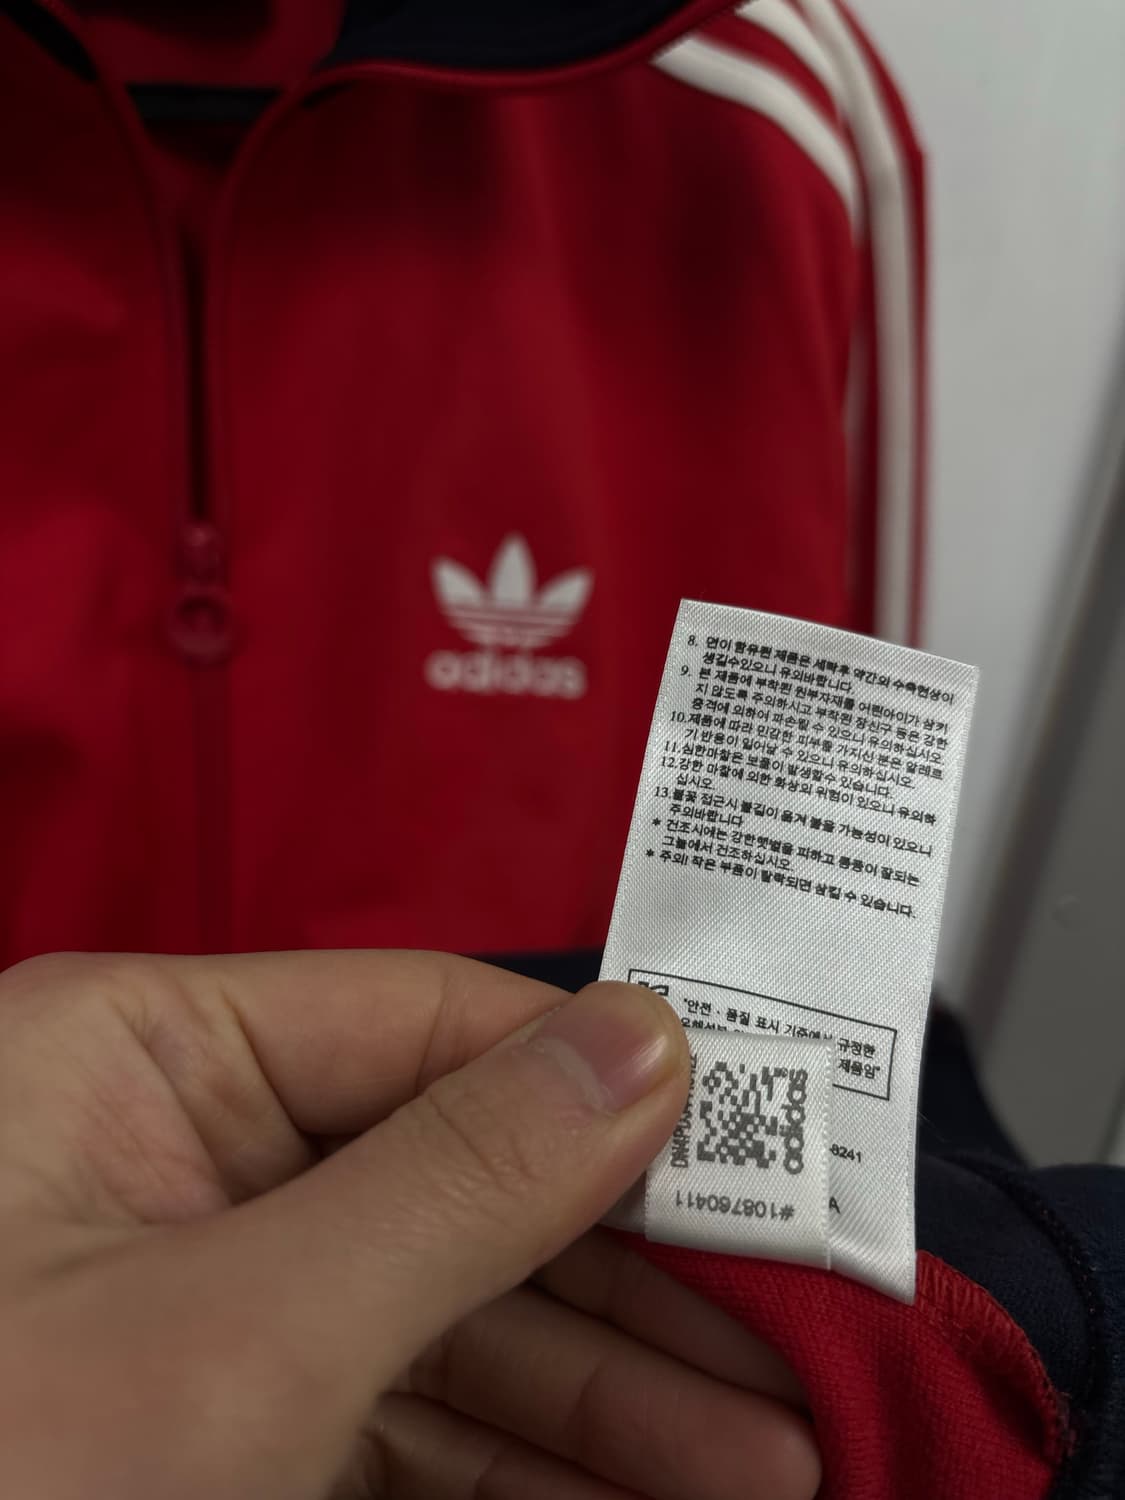 adidas
8. 면이 함유된 제품은 세탁후 약간의 수축현상이
생길수있으니 유의바랍니다.
9. 본 제품에 부착된 원부자재를 어린아이가 삼키
지 않도록 주의하시고 부착된 장신구 등은 강한
충격에 의하여 파손될 수 있으니 유의하십시오
10.제품에 따라 민감한 피부를 가지신 분은 알레르
기 반응이 일어날 수 있으니 유의하십시오.
11.심한마찰은 보풀이 발생할수 있습니다.
12.강한 마찰에 의한 화상의 위험이 있으니 유의하
십시오.
13.불꽃 접근시 불길이 옮겨 붙을 가능성이 있으니
주의바랍니다
* 건조시에는 강한햇볕을 피하고 통풍이 잘되는
그늘에서 건조하십시오.
* 주의! 작은 부품이 탈락되면 삼킬 수 있습니다.
"안전 · 품질 표시 기준에서 규정한
제품임"
adidas
#108760411
-8241
A